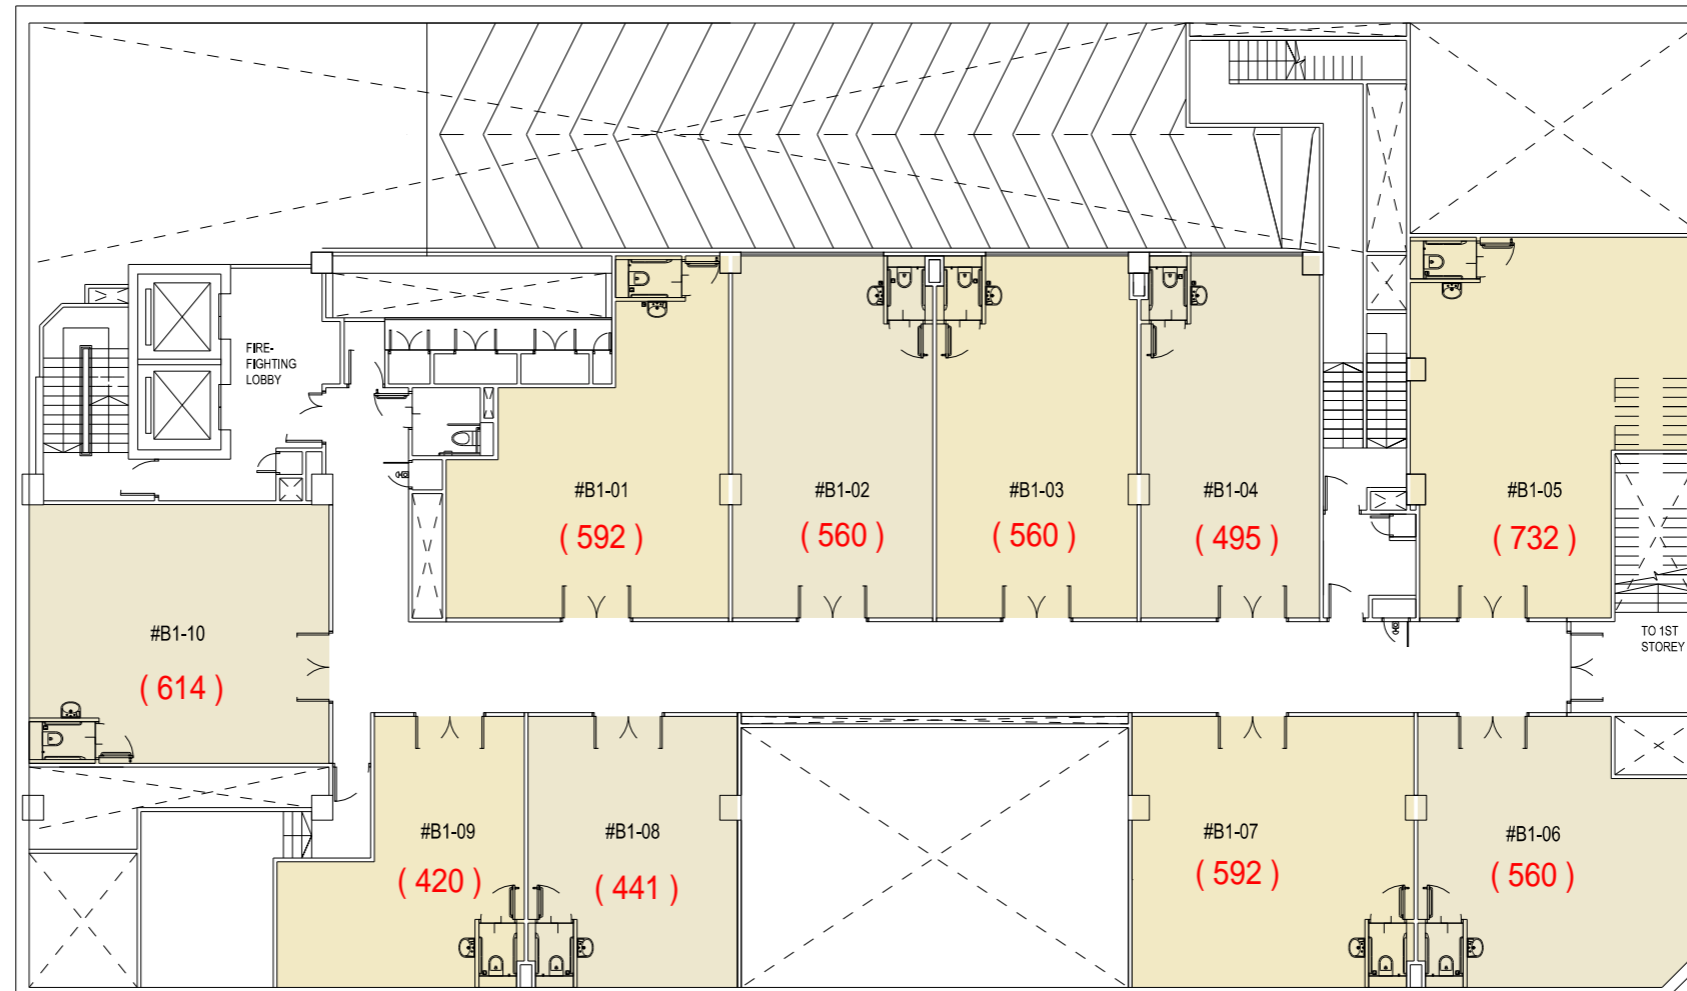 FIRE-
FIGHTING
LOBBY
#B1-01
( 592 )
#B1-02
( 560 )
#B1-03
( 560 )
#B1-04
( 495 )
#B1-05
( 732 )
#B1-10
( 614 )
TO 1ST
STOREY
#B1-09
( 420 )
#B1-08
( 441 )
#B1-07
( 592 )
#B1-06
( 560 )